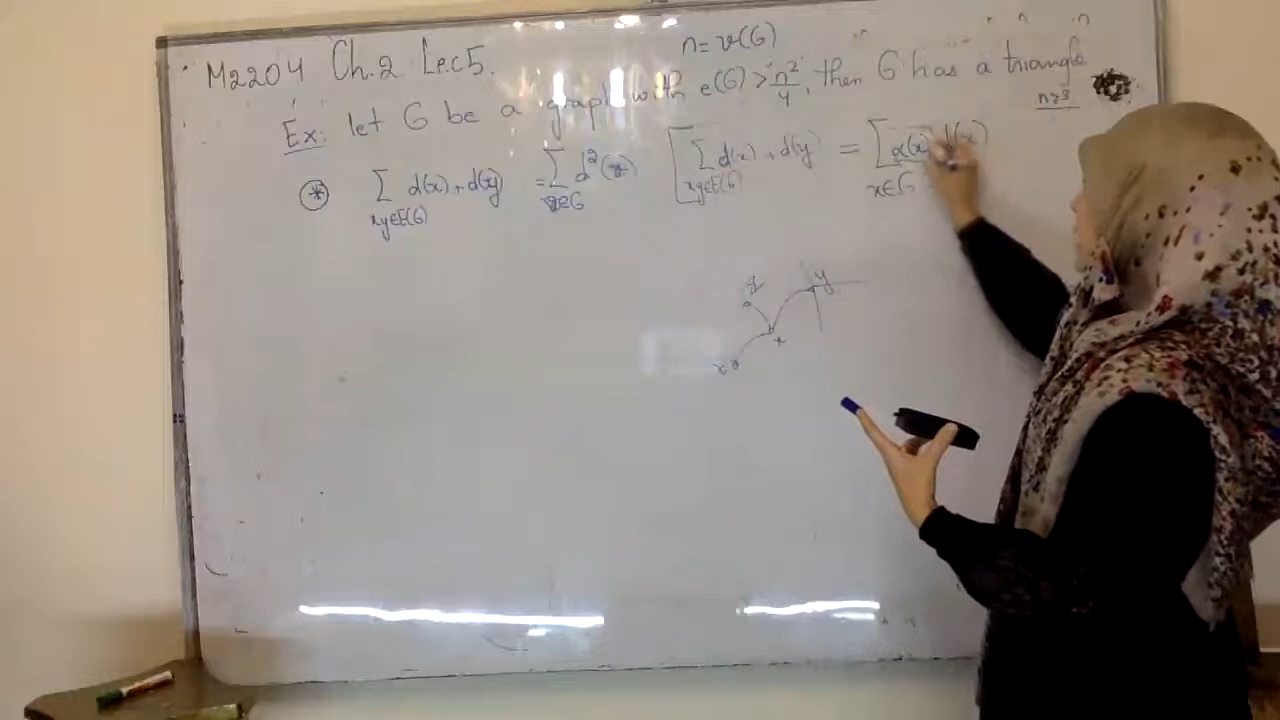 M2204 Ch.2 Lec5.
n = v(G)
Ex: let G be a graph with e(G) > n²/4, then G has a triangle
n≥3
* ∑ d(x) + d(y) = ∑ d²(x) [ ∑ d(x) + d(y) = [ α(x) d(x)
xy∈E(G) x∈G xy∈E(G) x∈G
y
x